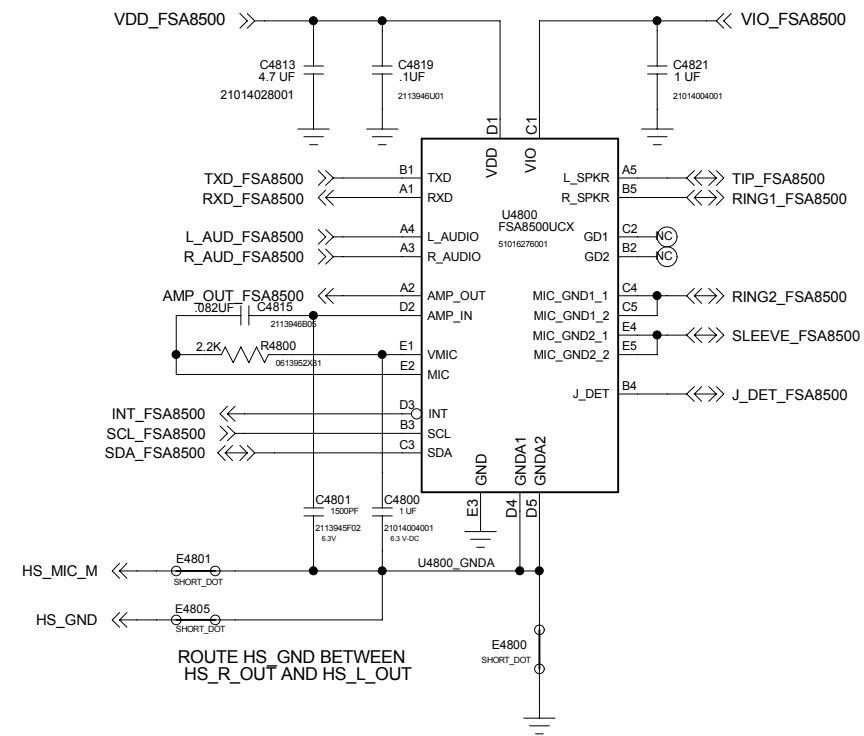 VDD_FSA8500
VIO_FSA8500
C4813
4.7 UF
21014028001
C4819
.1UF
2113946U01
C4821
1 UF
21014004001
D1
C1
VDD
VIO
TXD_FSA8500
B1
TXD
L_SPKR
A5
TIP_FSA8500
RXD_FSA8500
A1
RXD
R_SPKR
B5
RING1_FSA8500
U4800
FSA8500UCX
51016276001
L_AUD_FSA8500
A4
L_AUDIO
GD1
C2
NC
R_AUD_FSA8500
A3
R_AUDIO
GD2
B2
NC
AMP_OUT_FSA8500
A2
AMP_OUT
MIC_GND1_1
C4
RING2_FSA8500
.082UF
C4815
2113946B05
D2
AMP_IN
MIC_GND1_2
C5
MIC_GND2_1
E4
SLEEVE_FSA8500
2.2K
R4800
0613952X81
E1
VMIC
MIC_GND2_2
E5
E2
MIC
J_DET
B4
J_DET_FSA8500
INT_FSA8500
D3
INT
SCL_FSA8500
B3
SCL
SDA_FSA8500
C3
SDA
GND
GNDA1
GNDA2
E3
D4
D5
C4801
1500PF
2113945F02
6.3V
C4800
1 UF
21014004001
6.3 V-DC
HS_MIC_M
E4801
SHORT_DOT
U4800_GNDA
HS_GND
E4805
SHORT_DOT
E4800
SHORT_DOT
ROUTE HS_GND BETWEEN
HS_R_OUT AND HS_L_OUT